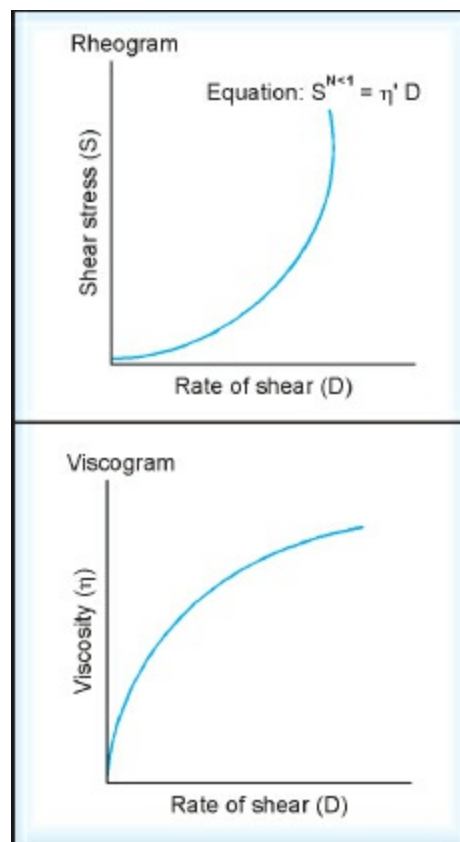 Rheogram
Equation: S^N<1 = η' D
Shear stress (S)
Rate of shear (D)
Viscogram
Viscosity (η)
Rate of shear (D)